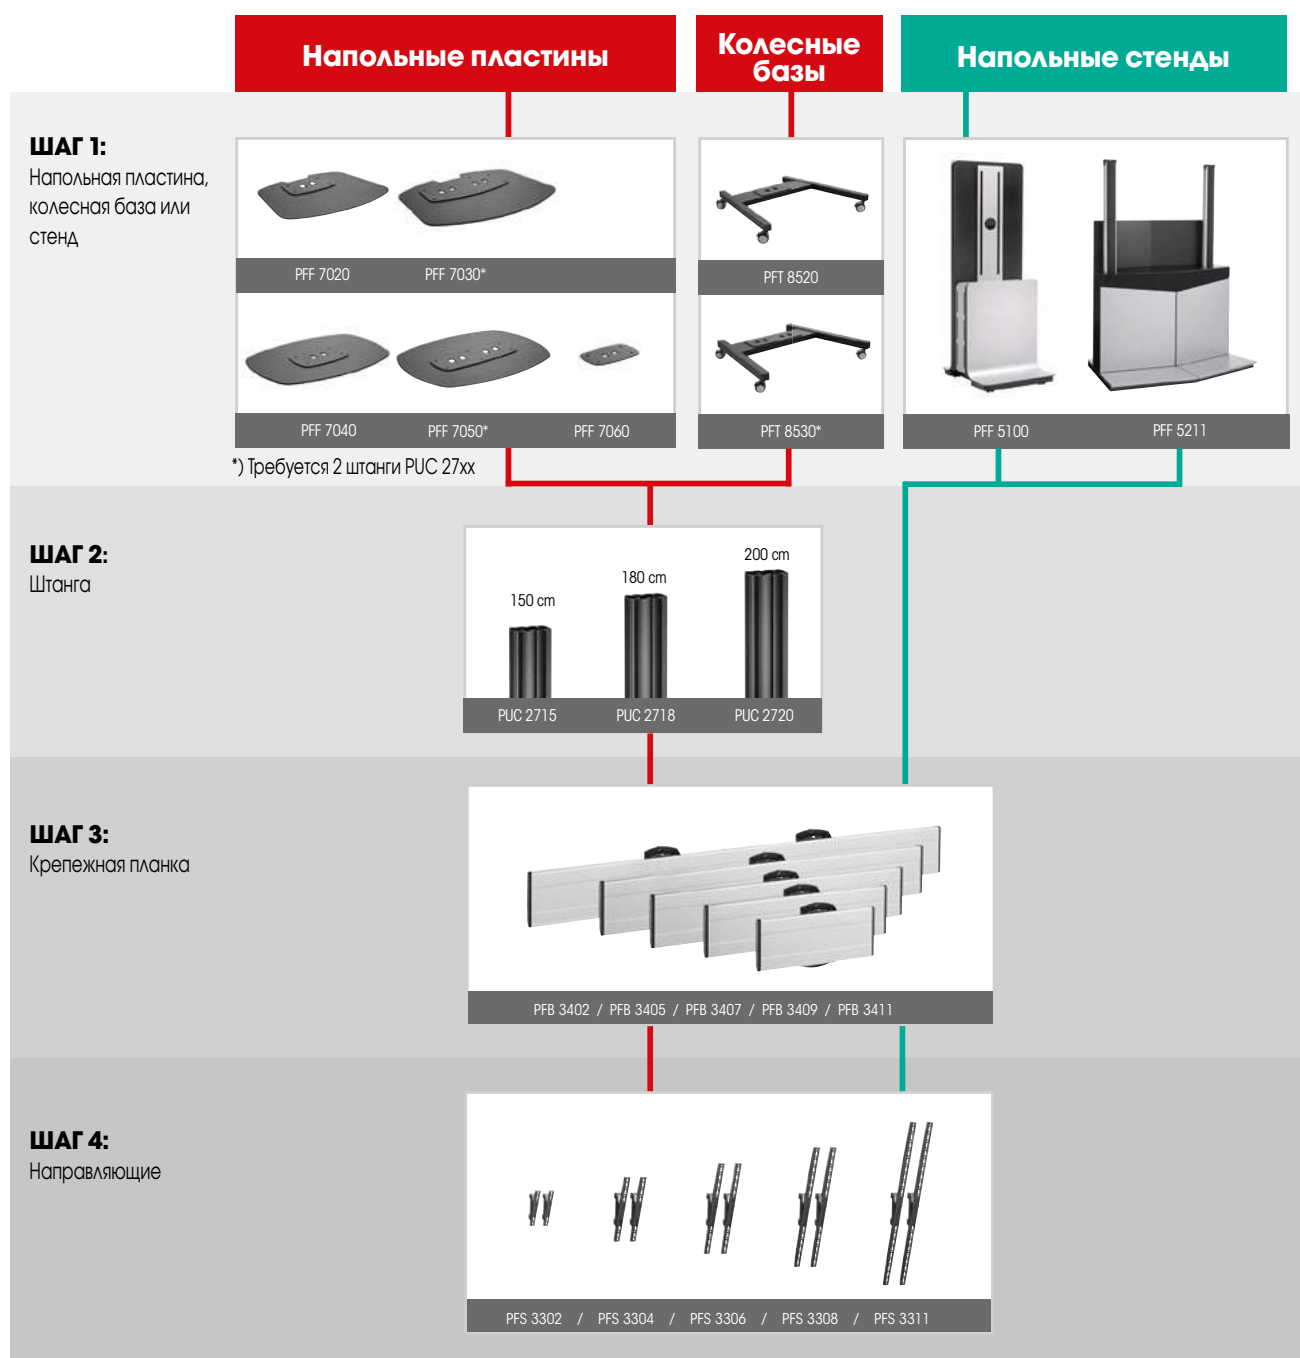 Напольные пластины
Колесные
базы
Напольные стенды
ШАГ 1:
Напольная пластина,
колесная база или
стенд
PFF 7020
PFF 7030*
PFT 8520
PFF 7040
PFF 7050*
PFF 7060
PFT 8530*
PFF 5100
PFF 5211
*) Требуется 2 штанги PUC 27xx
ШАГ 2:
Штанга
150 cm
180 cm
200 cm
PUC 2715
PUC 2718
PUC 2720
ШАГ 3:
Крепежная планка
PFB 3402 / PFB 3405 / PFB 3407 / PFB 3409 / PFB 3411
ШАГ 4:
Направляющие
PFS 3302 / PFS 3304 / PFS 3306 / PFS 3308 / PFS 3311